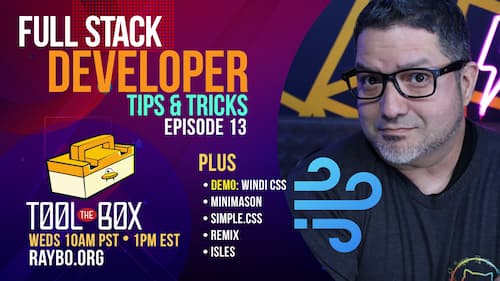 FULL STACK
DEVELOPER
TIPS & TRICKS
EPISODE 13
PLUS
• DEMO: WINDI CSS
• MINIMASON
• SIMPLE.CSS
• REMIX
• ISLES
TOOL THE BOX
WEDS 10AM PST • 1PM EST
RAYBO.ORG